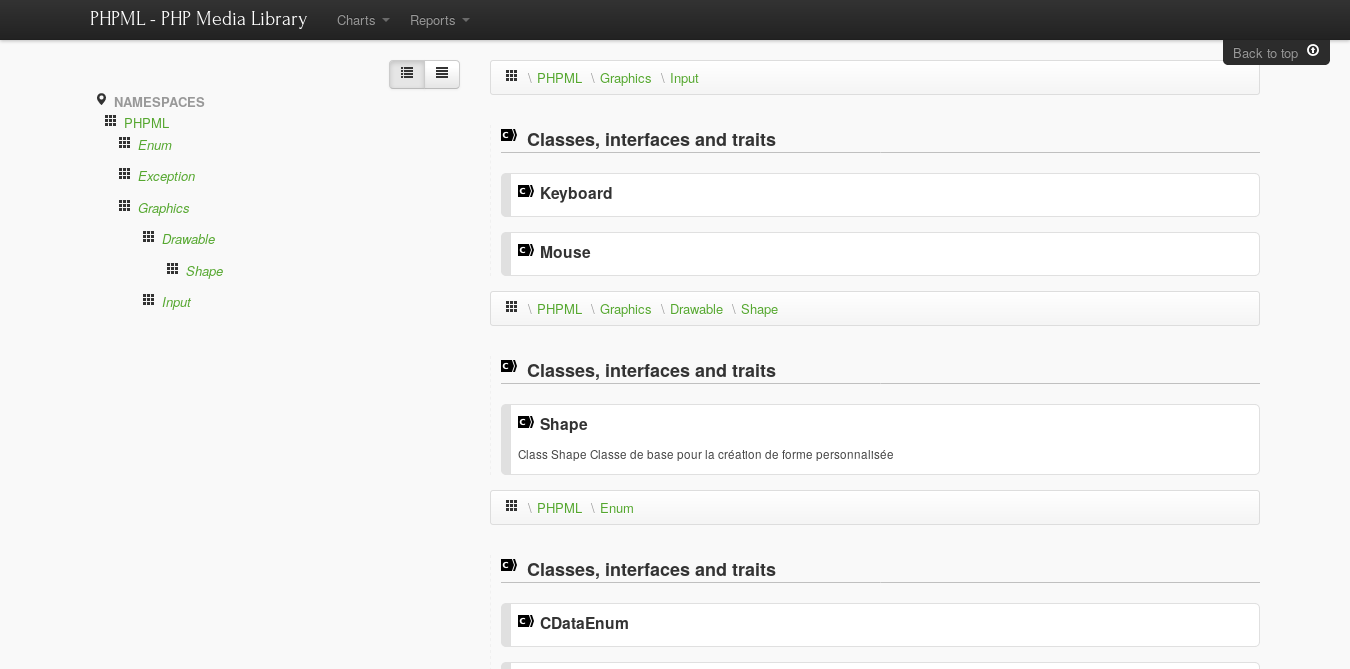 PHPML - PHP Media Library
Charts
Reports
Back to top
NAMESPACES
PHPML
Enum
Exception
Graphics
Drawable
Shape
Input
\ PHPML \ Graphics \ Input
Classes, interfaces and traits
Keyboard
Mouse
\ PHPML \ Graphics \ Drawable \ Shape
Classes, interfaces and traits
Shape
Class Shape Classe de base pour la création de forme personnalisée
\ PHPML \ Enum
Classes, interfaces and traits
CDataEnum